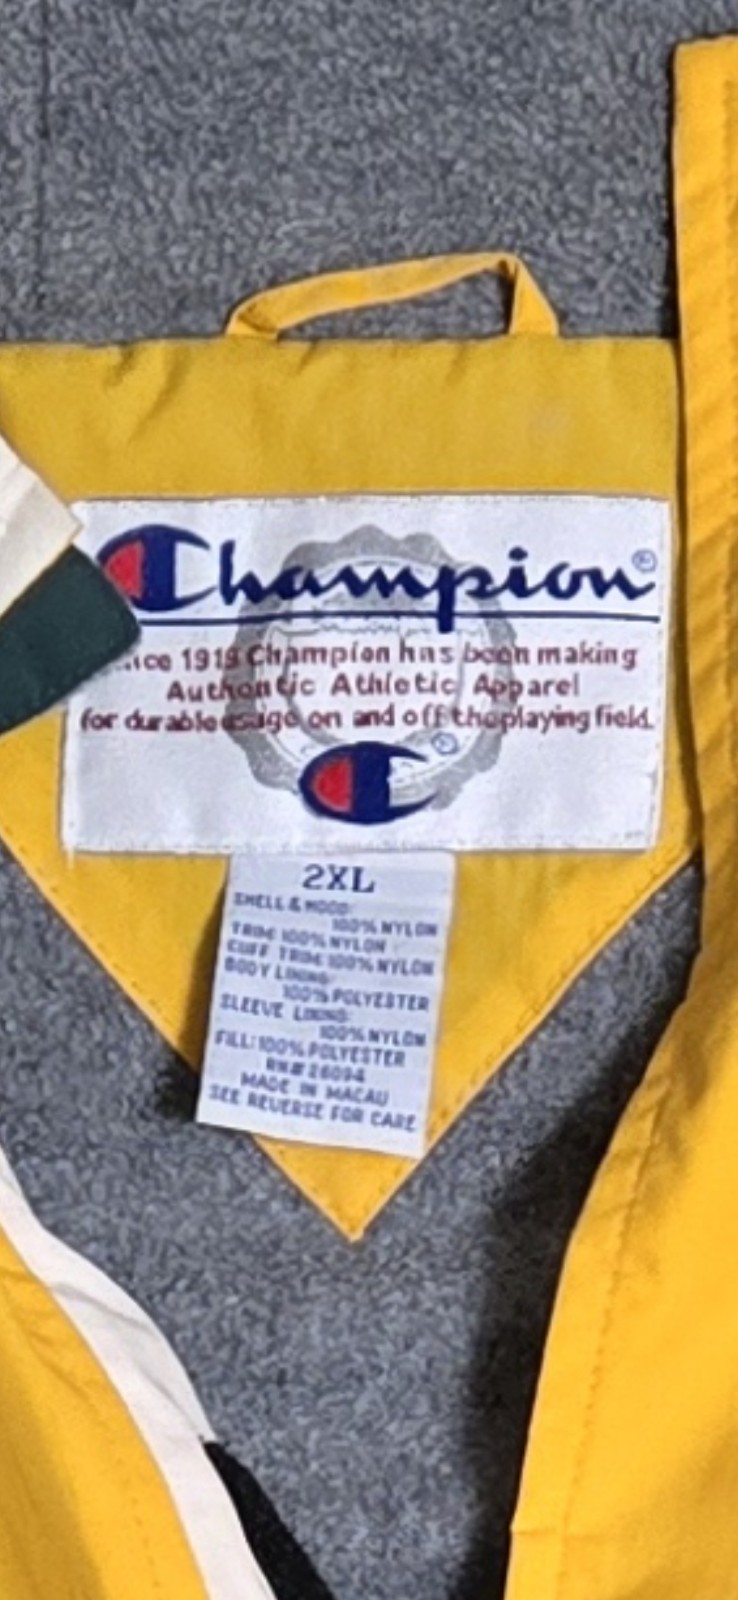 Champion®
1919 Champion has been making
Authentic Athletic Apparel
for durable usage on and off the playing field.
2XL
SHELL & HOOD:
100% NYLON
TRIM: 100% NYLON
CUFF TRIM: 100% NYLON
BODY LINING:
100% POLYESTER
SLEEVE LINING:
100% NYLON
FILL: 100% POLYESTER
RN# 26094
MADE IN MACAU
SEE REVERSE FOR CARE